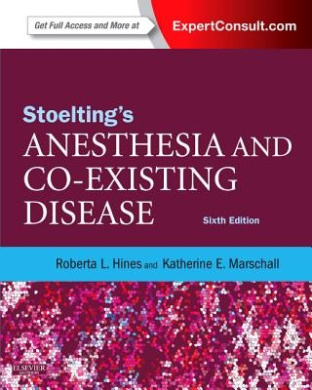 Get Full Access and More at
ExpertConsult.com
Stoelting's
ANESTHESIA AND
CO-EXISTING
DISEASE
Sixth Edition
Roberta L. Hines and Katherine E. Marschall
ELSEVIER